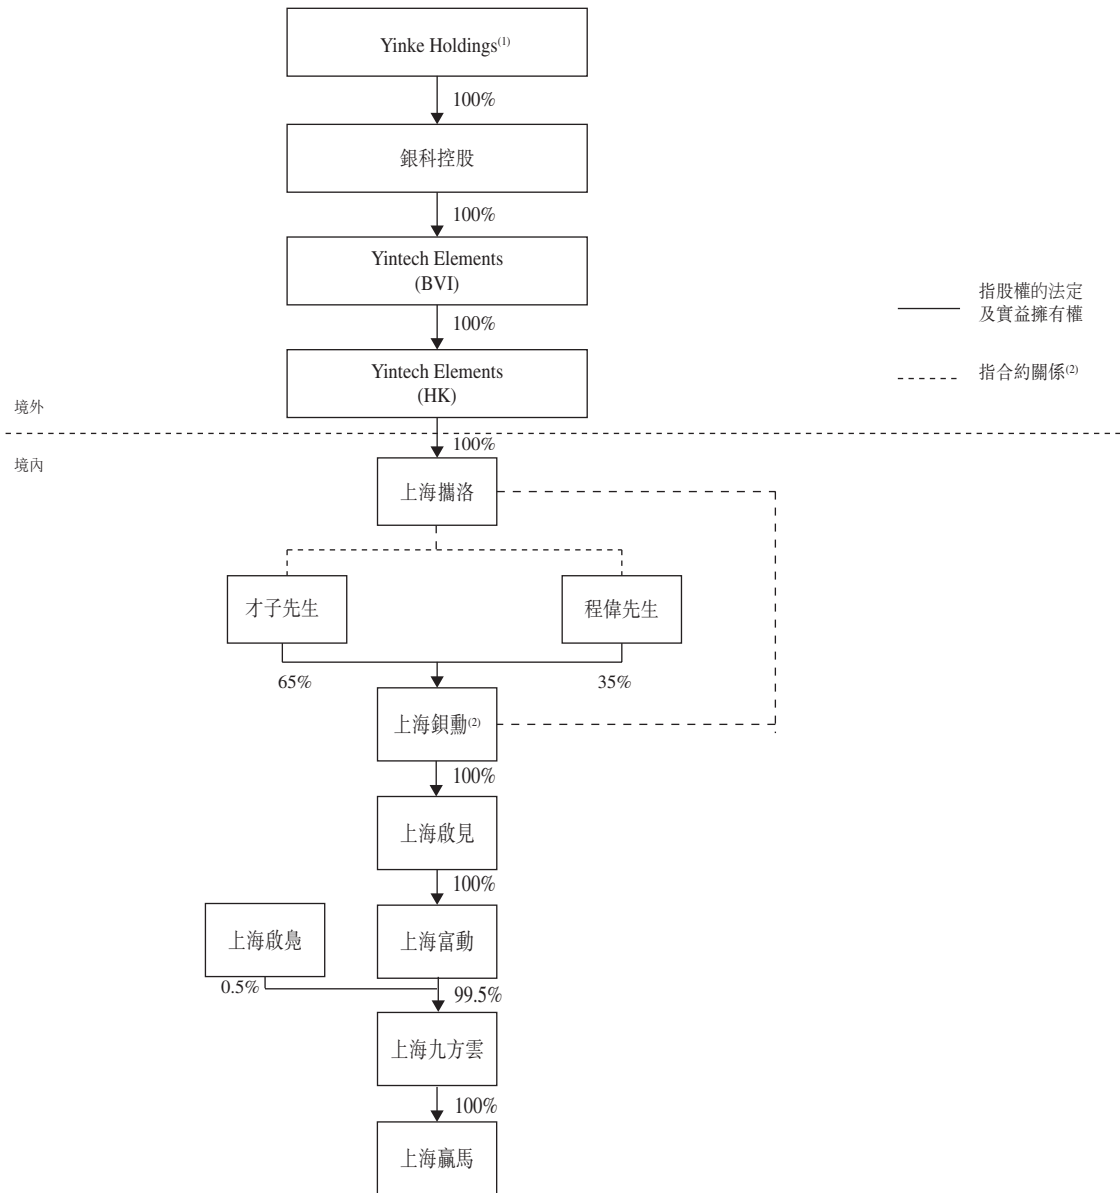 Yinke Holdings(1)
100%
銀科控股
100%
Yintech Elements
(BVI)
100%
Yintech Elements
(HK)
指股權的法定
及實益擁有權
指合約關係(2)
境外
100%
境內
上海攜洛
才子先生
程偉先生
65%
35%
上海鋇勳(2)
100%
上海啟見
100%
上海啟鳧
上海富動
0.5%
99.5%
上海九方雲
100%
上海贏馬